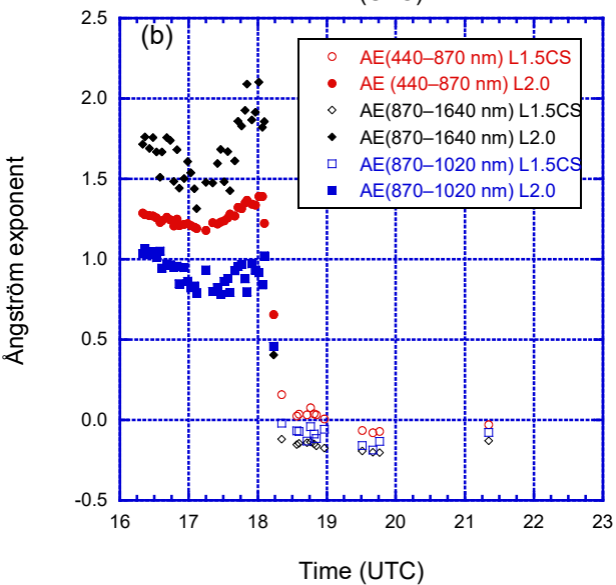 (b)
AE(440–870 nm) L1.5CS
AE (440–870 nm) L2.0
AE(870–1640 nm) L1.5CS
AE(870–1640 nm) L2.0
AE(870–1020 nm) L1.5CS
AE(870–1020 nm) L2.0
2.5
2.0
1.5
1.0
0.5
0.0
-0.5
Ångström exponent
16 17 18 19 20 21 22 23
Time (UTC)